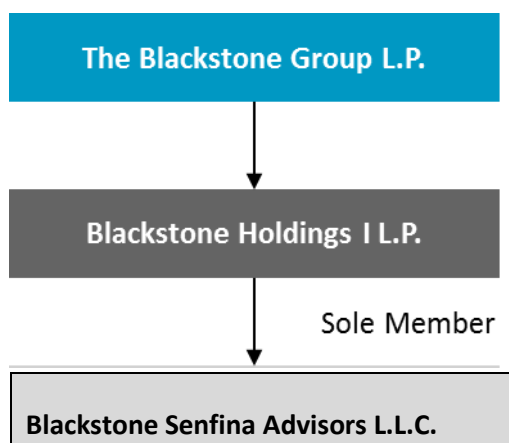 The Blackstone Group L.P.
Blackstone Holdings I L.P.
Sole Member
Blackstone Senfina Advisors L.L.C.